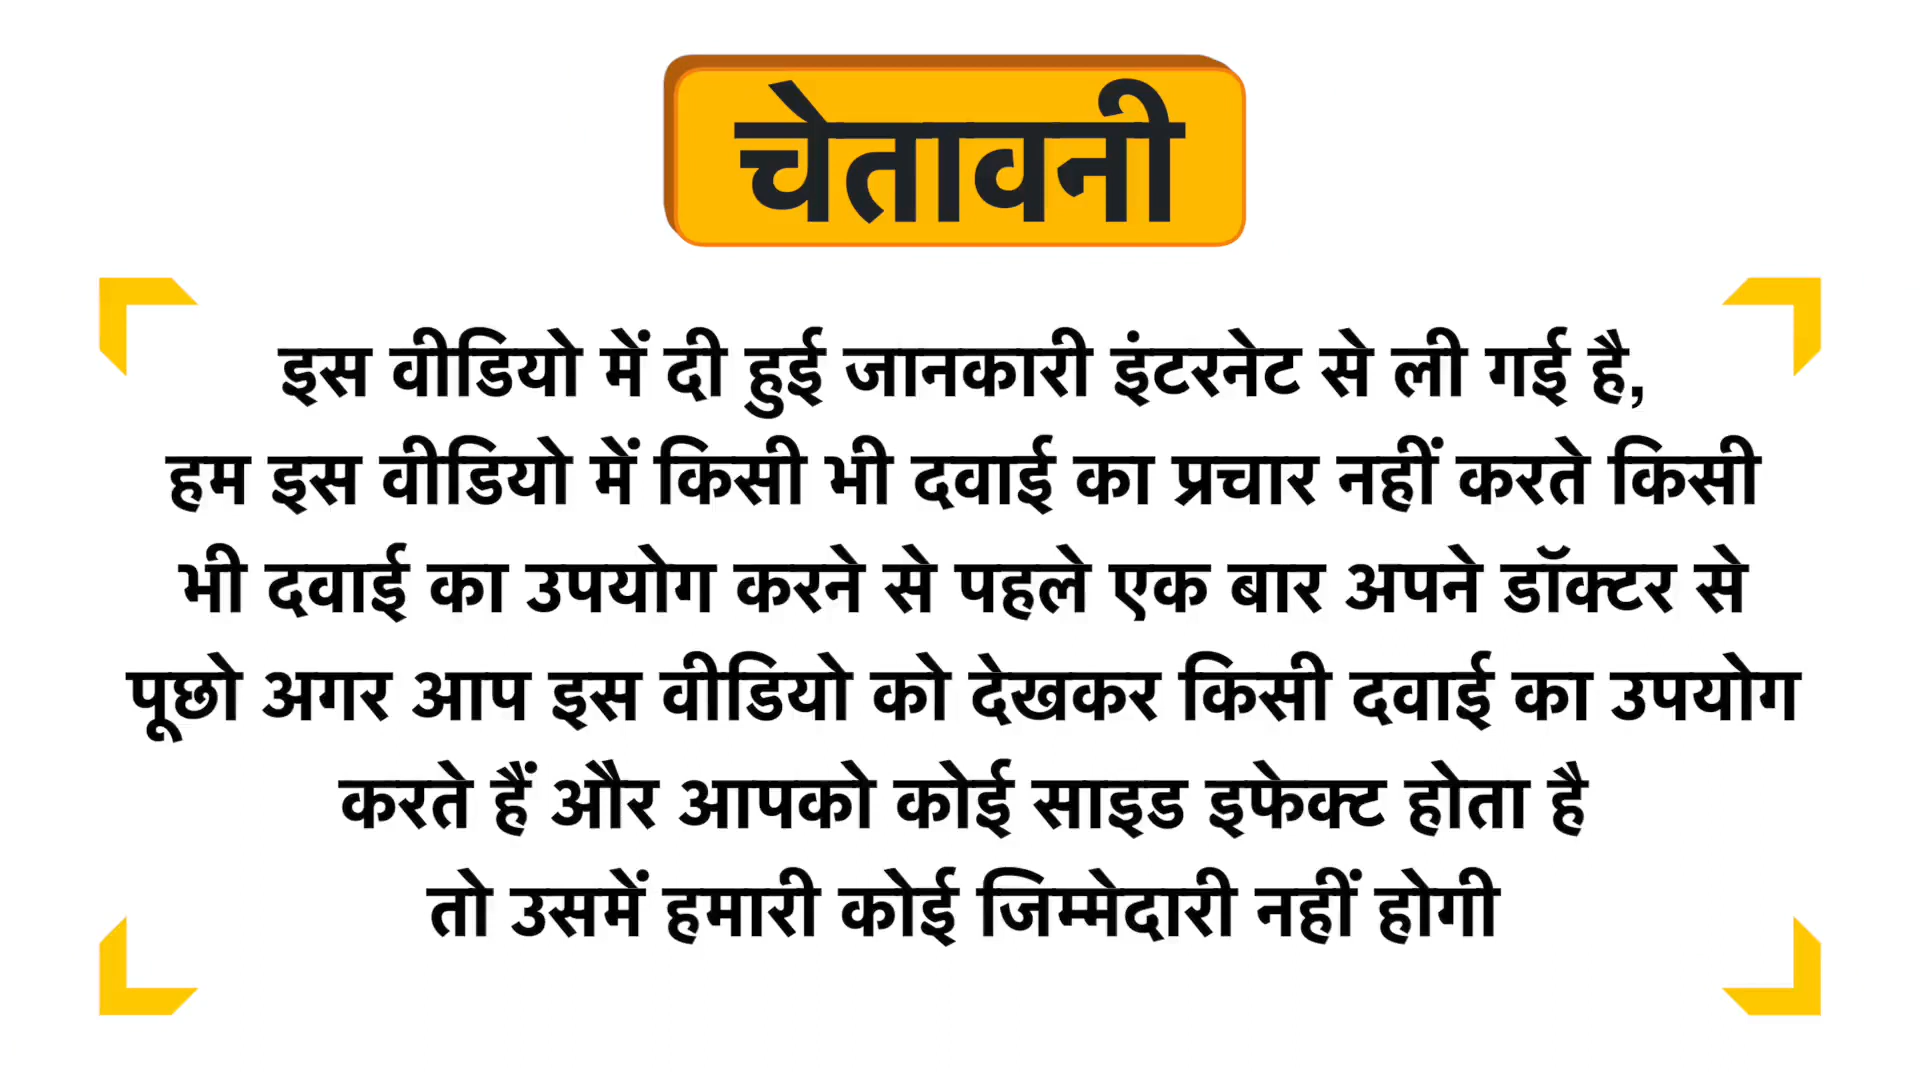 चेतावनी
इस वीडियो में दी हुई जानकारी इंटरनेट से ली गई है,
हम इस वीडियो में किसी भी दवाई का प्रचार नहीं करते किसी
भी दवाई का उपयोग करने से पहले एक बार अपने डॉक्टर से
पूछो अगर आप इस वीडियो को देखकर किसी दवाई का उपयोग
करते हैं और आपको कोई साइड इफेक्ट होता है
तो उसमें हमारी कोई जिम्मेदारी नहीं होगी